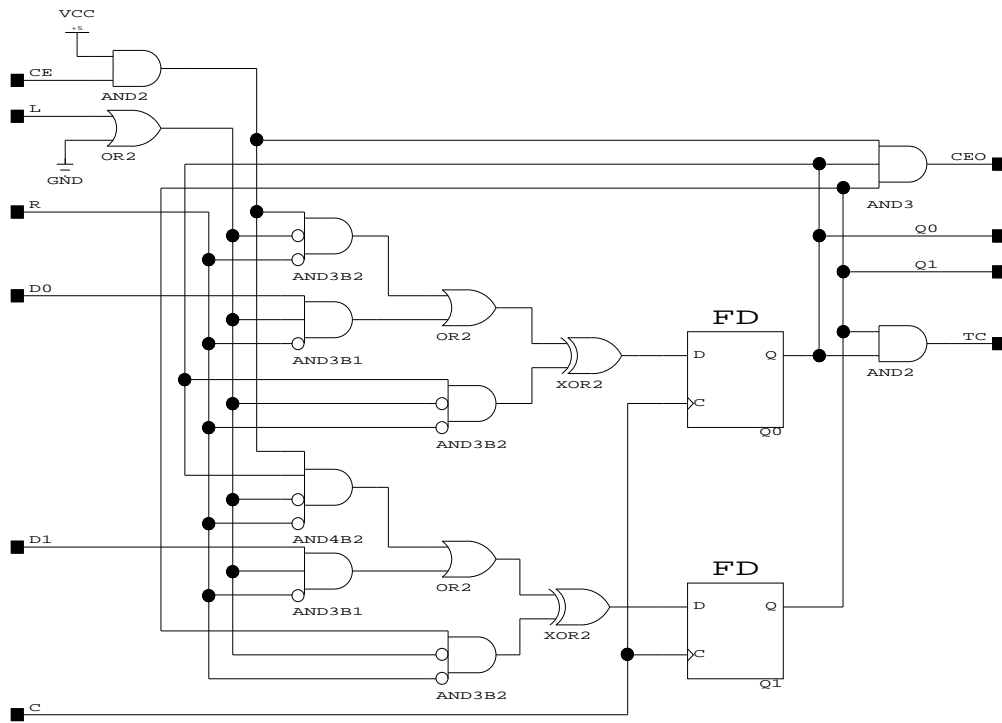 VCC
+5
CE
AND2
L
OR2
GND
CEO
AND3
R
Q0
AND3B2
Q1
D0
FD
AND3B1
OR2
D
Q
TC
XOR2
AND2
C
Q0
AND3B2
AND4B2
D1
FD
OR2
AND3B1
D
Q
XOR2
C
Q1
AND3B2
C